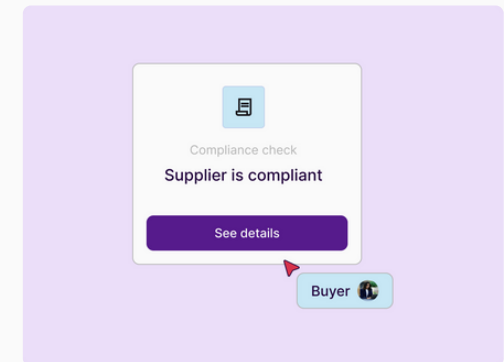 Compliance check
Supplier is compliant
See details
Buyer